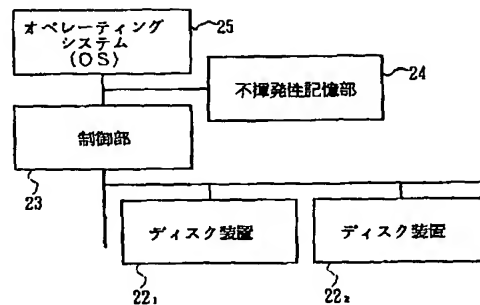 オペレーティング
システム
(OS)
25
不揮発性記憶部
24
制御部
23
ディスク装置
22₁
ディスク装置
22₂